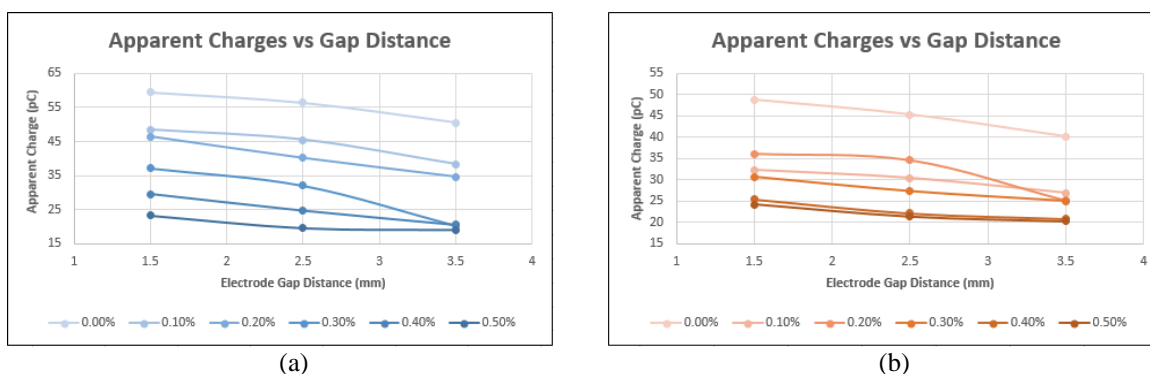 Apparent Charges vs Gap Distance
65
55
45
35
25
15
Apparent Charge (pC)
1 1.5 2 2.5 3 3.5 4
Electrode Gap Distance (mm)
0.00% 0.10% 0.20% 0.30% 0.40% 0.50%
(a)
Apparent Charges vs Gap Distance
55
50
45
40
35
30
25
20
15
Apparent Charge (pC)
1 1.5 2 2.5 3 3.5 4
Electrode Gap Distance (mm)
0.00% 0.10% 0.20% 0.30% 0.40% 0.50%
(b)